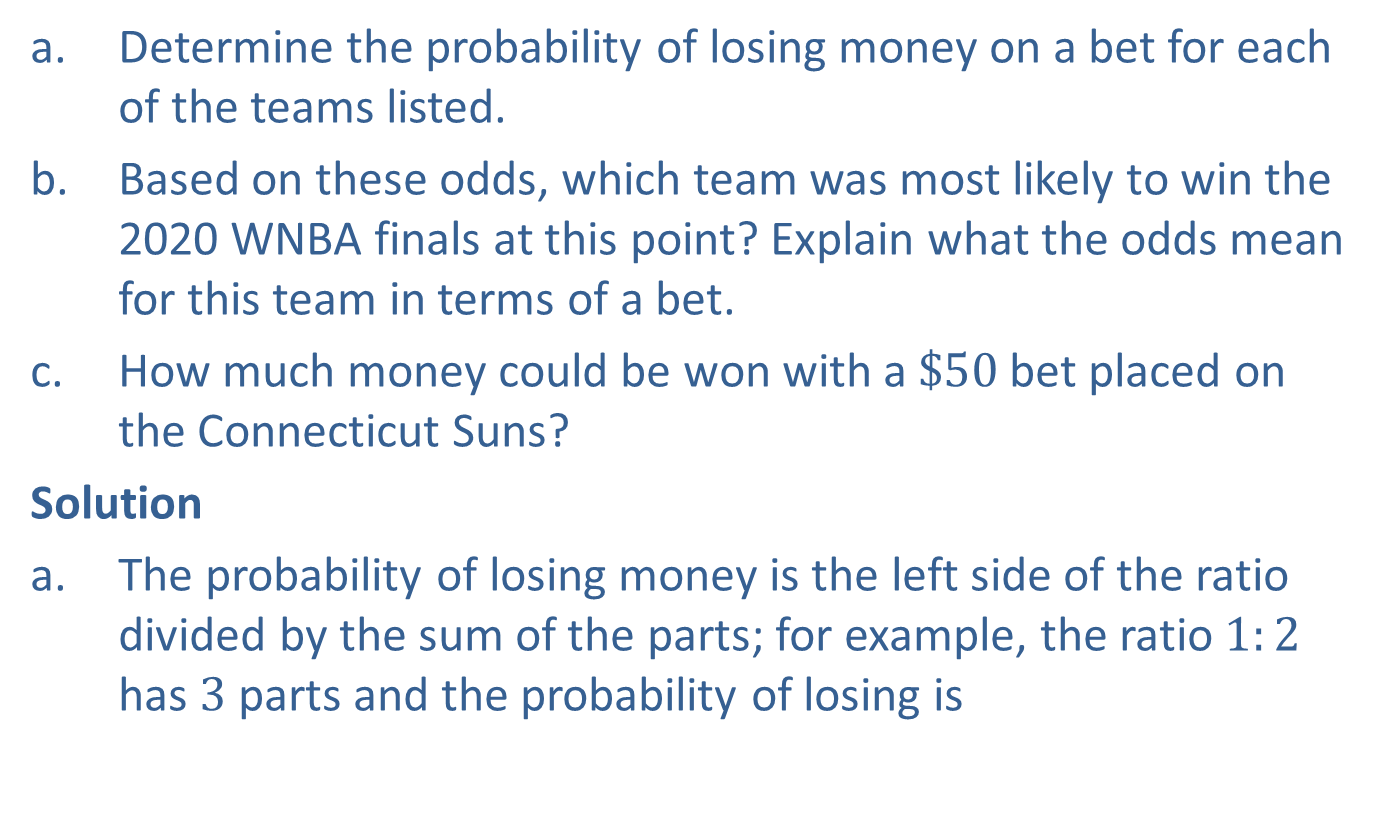 a. Determine the probability of losing money on a bet for each
of the teams listed.
b. Based on these odds, which team was most likely to win the
2020 WNBA finals at this point? Explain what the odds mean
for this team in terms of a bet.
c. How much money could be won with a $50 bet placed on
the Connecticut Suns?
Solution
a. The probability of losing money is the left side of the ratio
divided by the sum of the parts; for example, the ratio 1: 2
has 3 parts and the probability of losing is